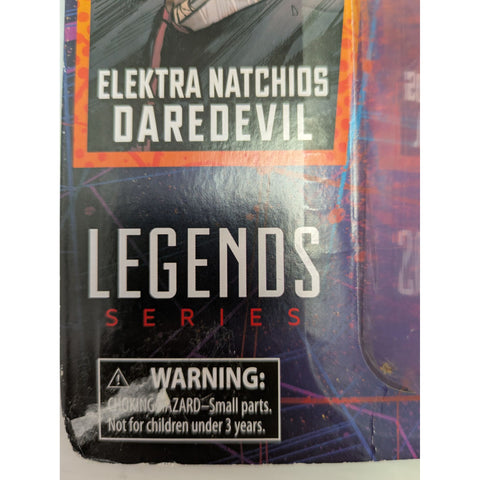 ELEKTRA NATCHIOS
DAREDEVIL
LEGENDS
SERIES
WARNING:
CHOKING HAZARD–Small parts.
Not for children under 3 years.